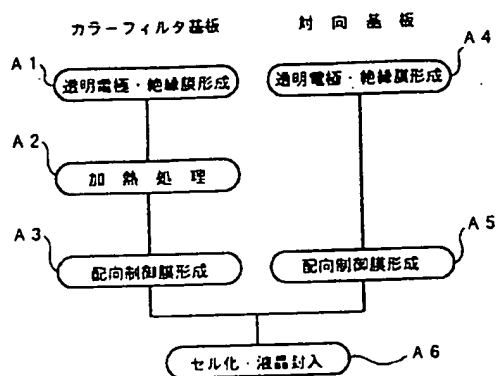 カラーフィルタ基板
対向基板
A1
透明電極・絶縁膜形成
A4
透明電極・絶縁膜形成
A2
加熱処理
A3
配向制御膜形成
A5
配向制御膜形成
セル化・液晶封入
A6